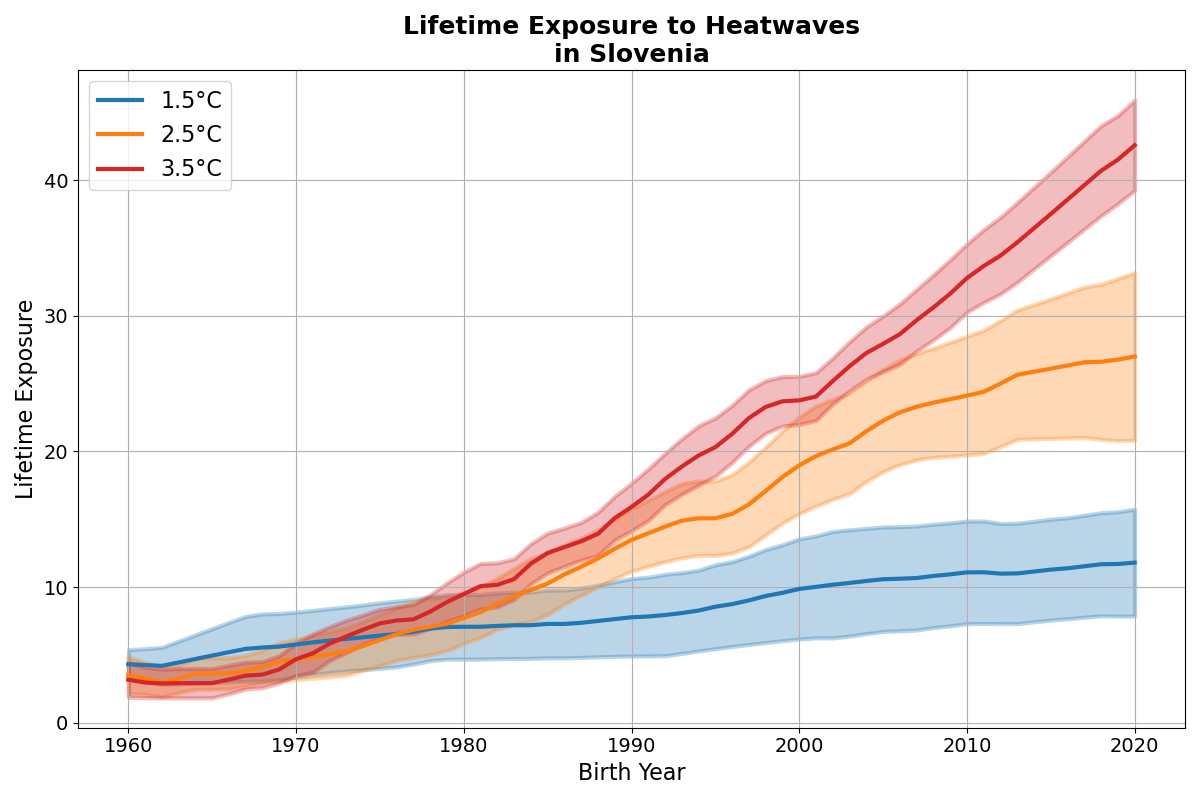 Lifetime Exposure to Heatwaves
in Slovenia
1.5°C
2.5°C
3.5°C
Lifetime Exposure
40
30
20
10
0
1960
1970
1980
1990
2000
2010
2020
Birth Year